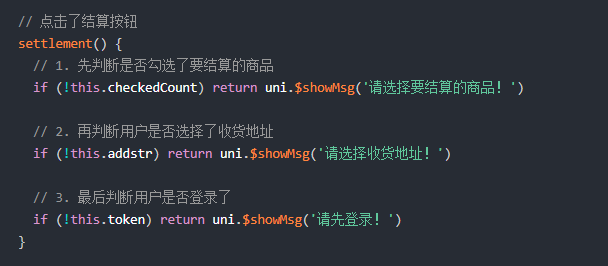 // 点击了结算按钮
settlement() {
  // 1. 先判断是否勾选了要结算的商品
  if (!this.checkedCount) return uni.$showMsg('请选择要结算的商品！')

  // 2. 再判断用户是否选择了收货地址
  if (!this.addstr) return uni.$showMsg('请选择收货地址！')

  // 3. 最后判断用户是否登录了
  if (!this.token) return uni.$showMsg('请先登录！')
}